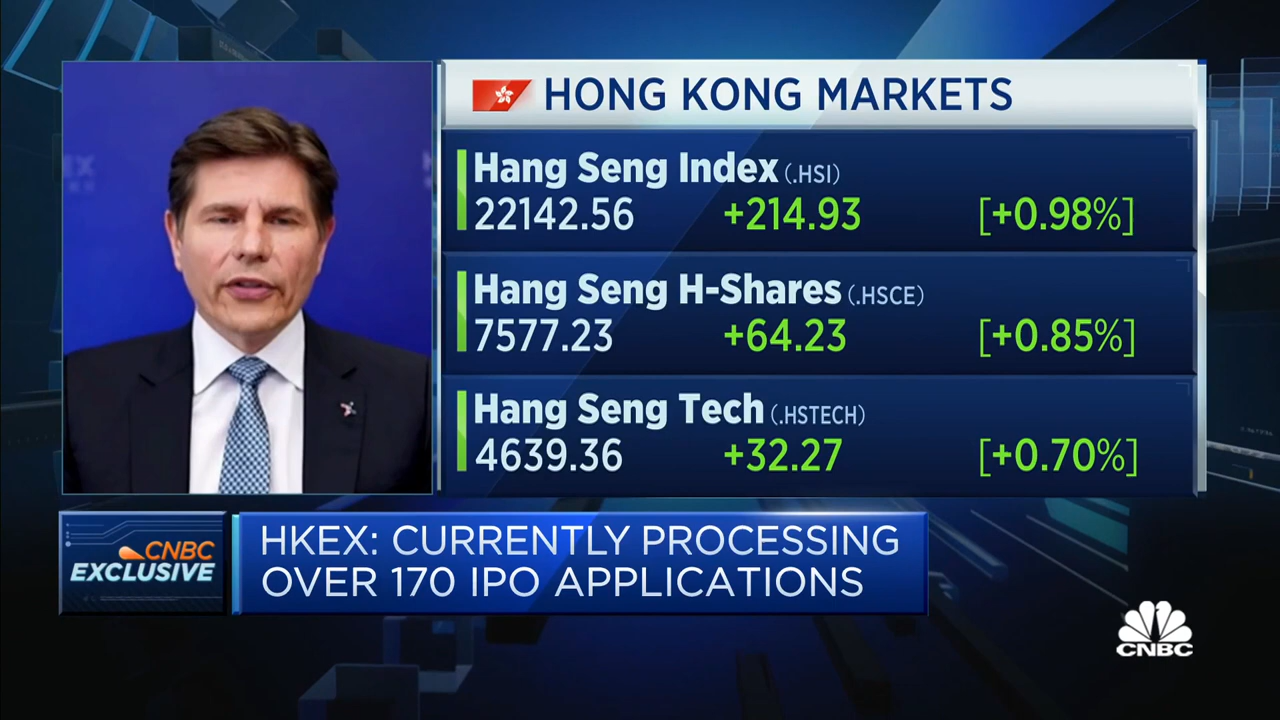 HONG KONG MARKETS
Hang Seng Index (.HSI)
22142.56 +214.93 [+0.98%]
Hang Seng H-Shares (.HSCE)
7577.23 +64.23 [+0.85%]
Hang Seng Tech (.HSTECH)
4639.36 +32.27 [+0.70%]
CNBC
EXCLUSIVE
HKEX: CURRENTLY PROCESSING
OVER 170 IPO APPLICATIONS
CNBC